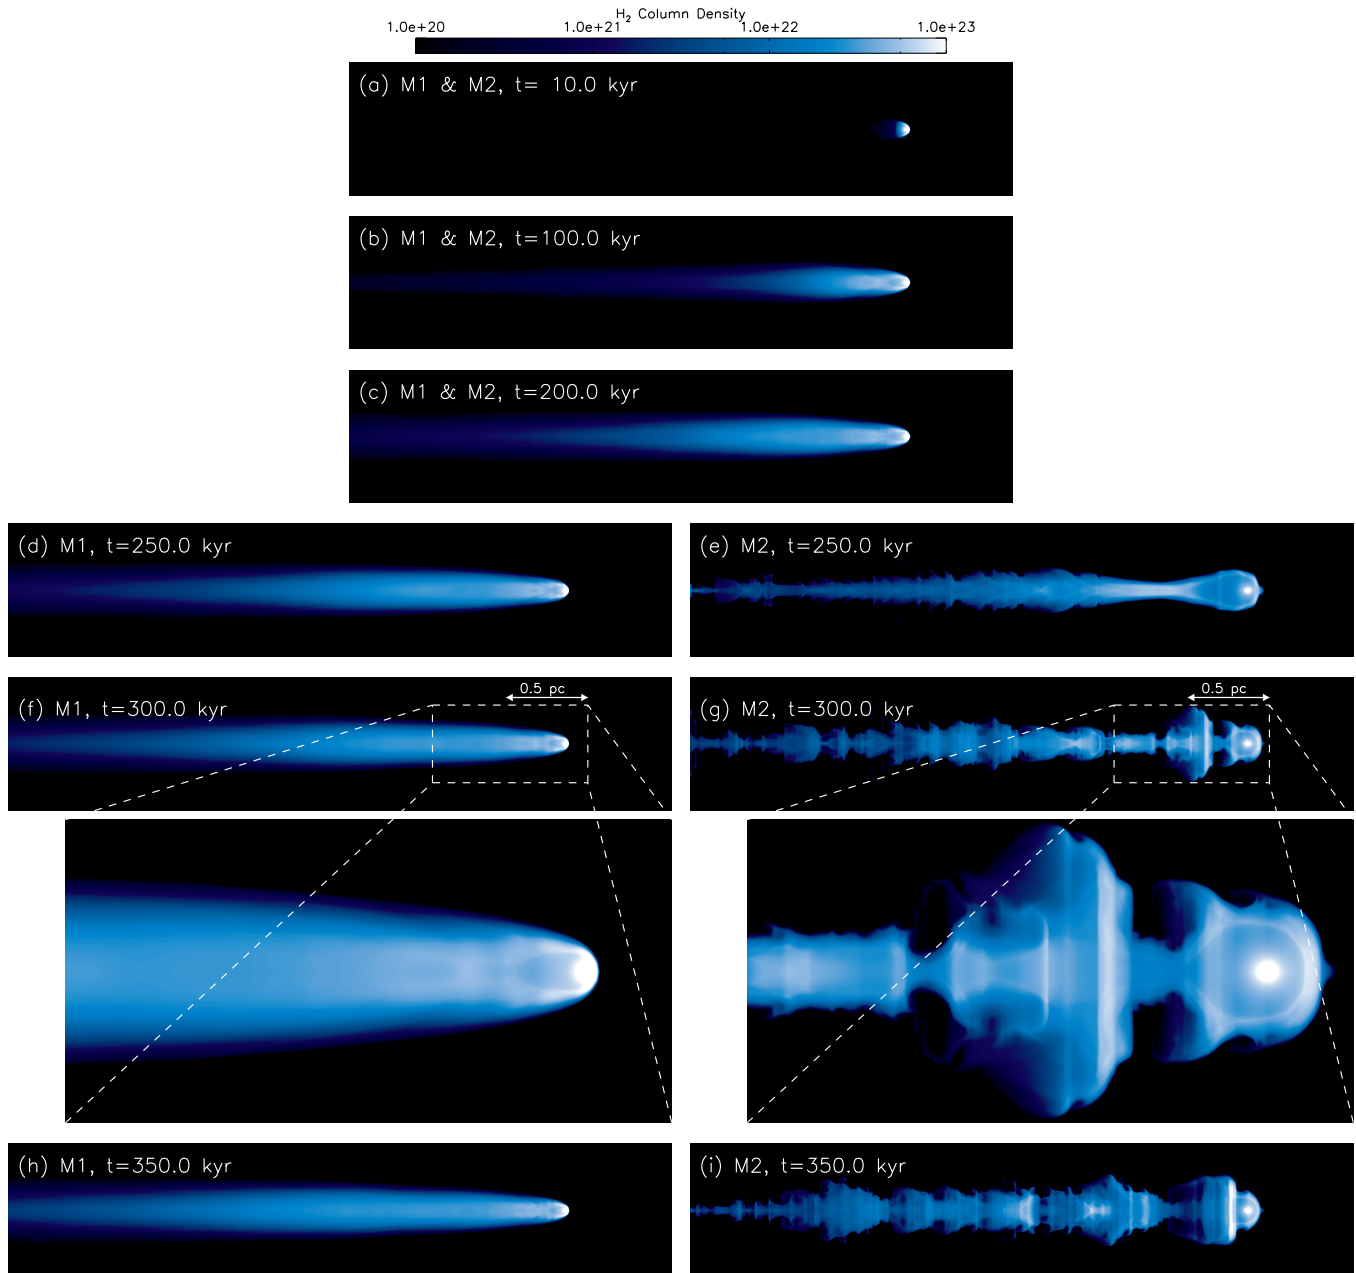 H2 Column Density
1.0e+20 1.0e+21 1.0e+22 1.0e+23
(a) M1 & M2, t= 10.0 kyr
(b) M1 & M2, t=100.0 kyr
(c) M1 & M2, t=200.0 kyr
(d) M1, t=250.0 kyr
(e) M2, t=250.0 kyr
(f) M1, t=300.0 kyr
0.5 pc
(g) M2, t=300.0 kyr
0.5 pc
(h) M1, t=350.0 kyr
(i) M2, t=350.0 kyr